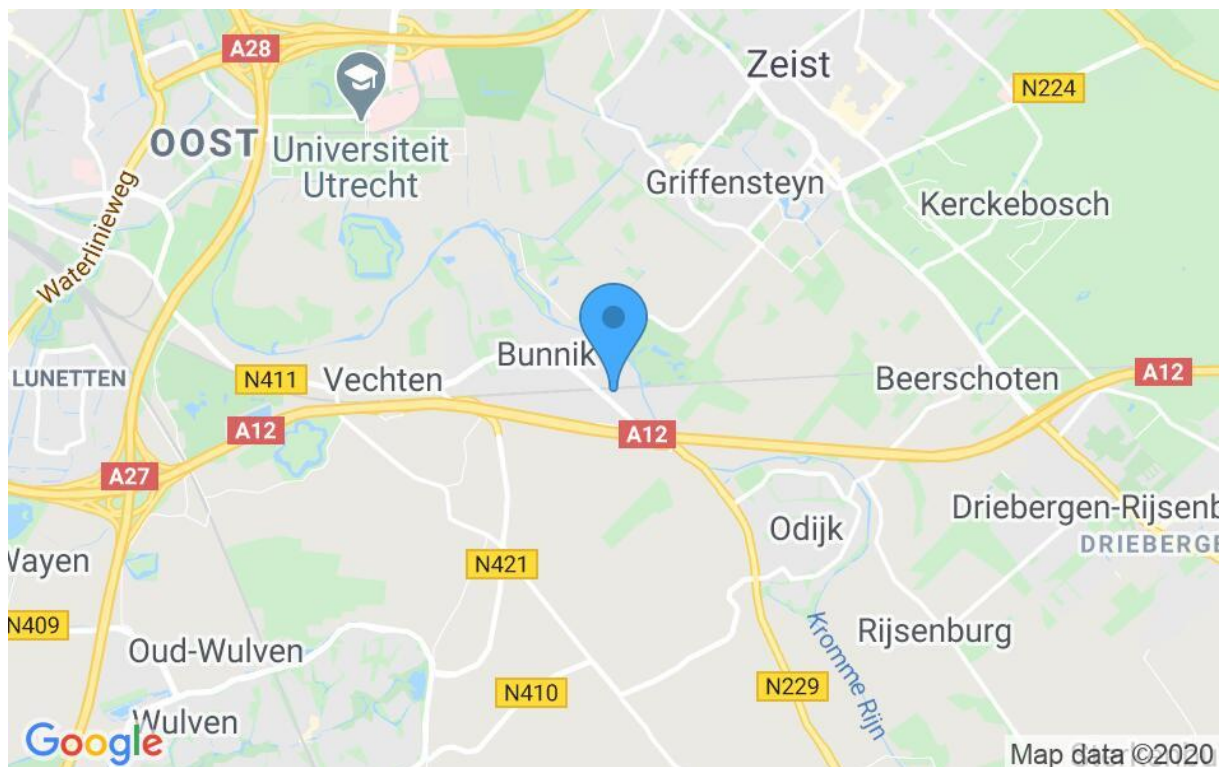 A28
Zeist
N224
OOST
Universiteit
Utrecht
Griffensteyn
Kerckebosch
Waterlinieweg
Bunnik
LUNETTEN
N411
Vechten
Beerschoten
A12
A12
A12
A27
Driebergen-Rijsenb
Odijk
DRIEBERGE
Wayen
N421
N409
Oud-Wulven
Rijsenburg
Kromme Rijn
N410
N229
Wulven
Google
Map data ©2020